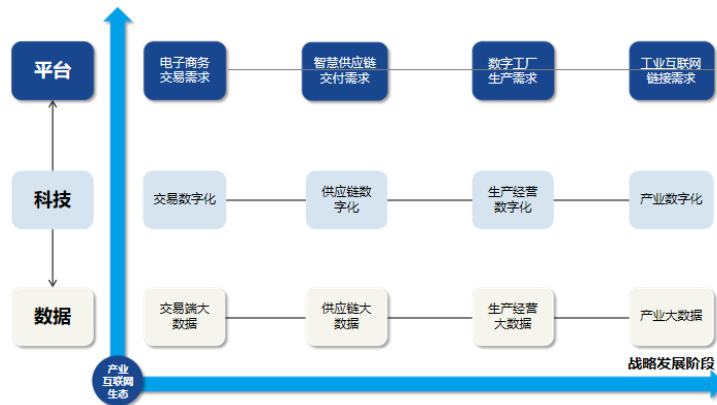 平台
电子商务
交易需求
智慧供应链
交付需求
数字工厂
生产需求
工业互联网
链接需求
科技
交易数字化
供应链数
字化
生产经营
数字化
产业数字化
数据
交易端大
数据
供应链大
数据
生产经营
大数据
产业大数据
战略发展阶段
产业
互联网
生态